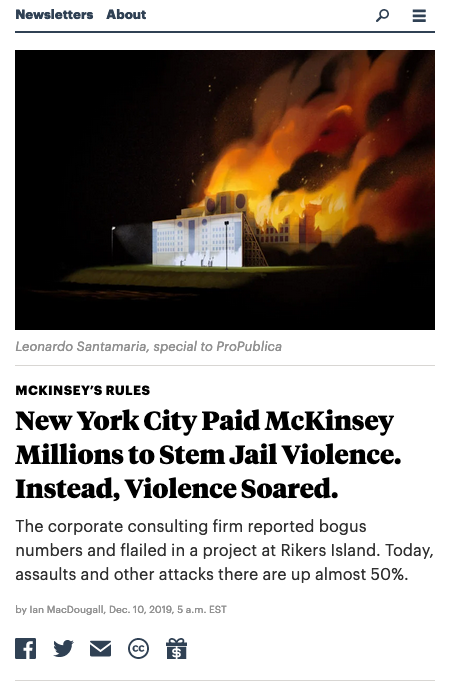 Newsletters About
Leonardo Santamaria, special to ProPublica
MCKINSEY'S RULES
New York City Paid McKinsey
Millions to Stem Jail Violence.
Instead, Violence Soared.
The corporate consulting firm reported bogus
numbers and flailed in a project at Rikers Island. Today,
assaults and other attacks there are up almost 50%.
by Ian MacDougall, Dec. 10, 2019, 5 a.m. EST
cc $